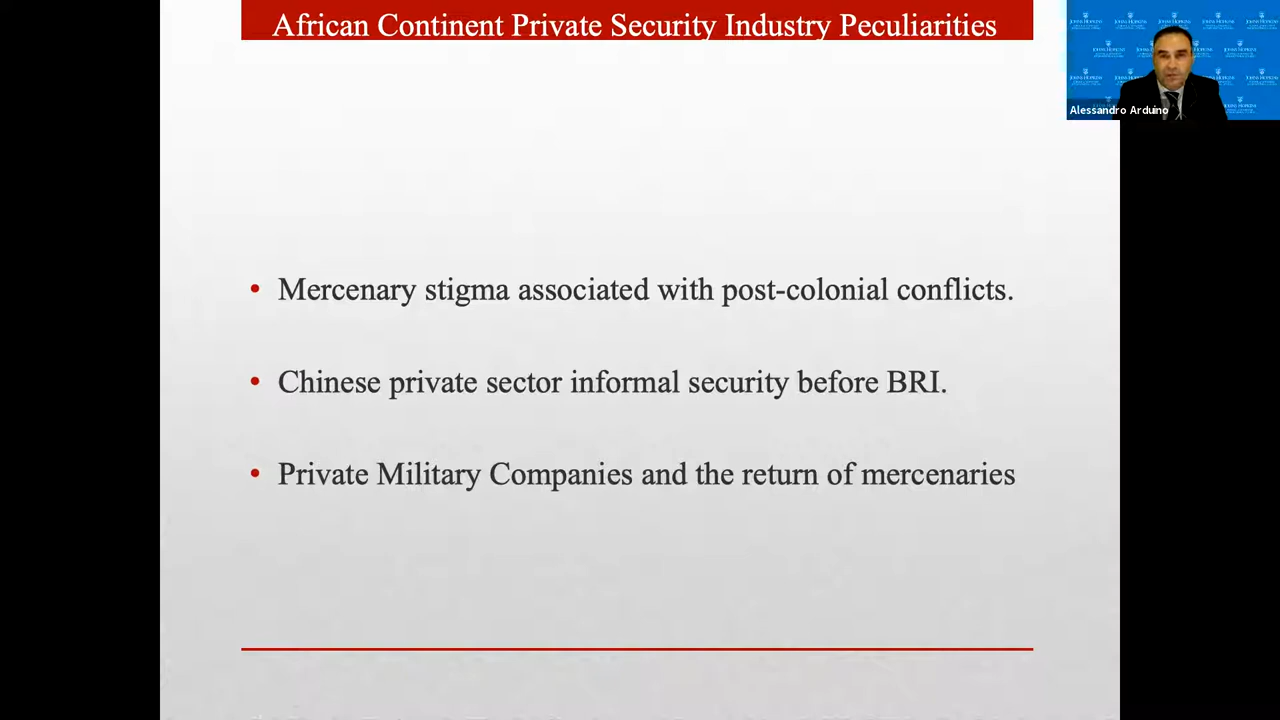 African Continent Private Security Industry Peculiarities
• Mercenary stigma associated with post-colonial conflicts.
• Chinese private sector informal security before BRI.
• Private Military Companies and the return of mercenaries
Alessandro Arduino